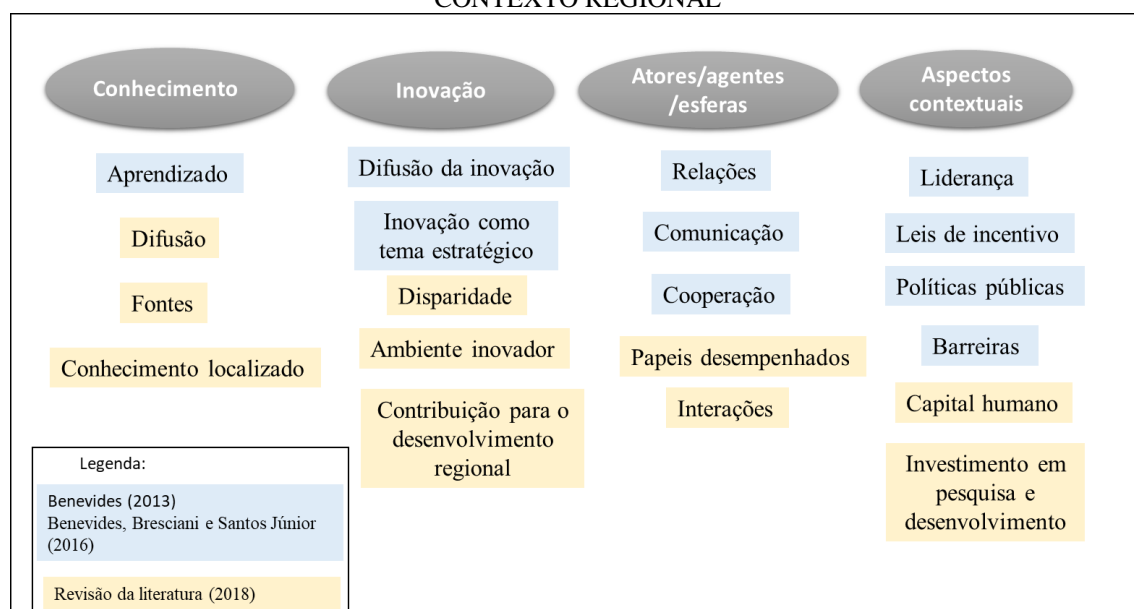 CONTEXTO REGIONAL
Conhecimento
Aprendizado
Difusão
Fontes
Conhecimento localizado
Inovação
Difusão da inovação
Inovação como
tema estratégico
Disparidade
Ambiente inovador
Contribuição para o
desenvolvimento
regional
Atores/agentes
/esferas
Relações
Comunicação
Cooperação
Papeis desempenhados
Interações
Aspectos
contextuais
Liderança
Leis de incentivo
Políticas públicas
Barreiras
Capital humano
Investimento em
pesquisa e
desenvolvimento
Legenda:
Benevides (2013)
Benevides, Bresciani e Santos Júnior
(2016)
Revisão da literatura (2018)